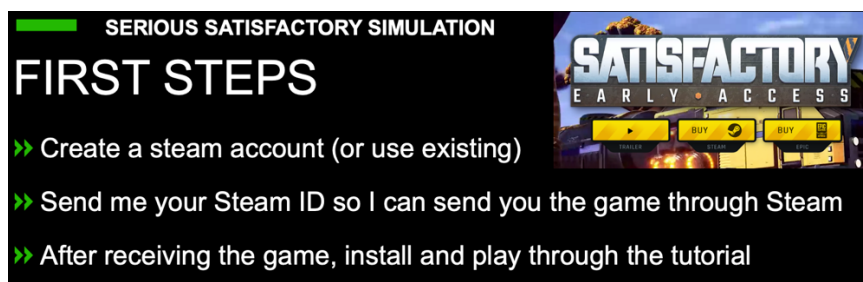 SERIOUS SATISFACTORY SIMULATION
FIRST STEPS
SATISFACTORY
EARLY ACCESS
TRAILER
BUY
STEAM
BUY
EPIC
Create a steam account (or use existing)
Send me your Steam ID so I can send you the game through Steam
After receiving the game, install and play through the tutorial